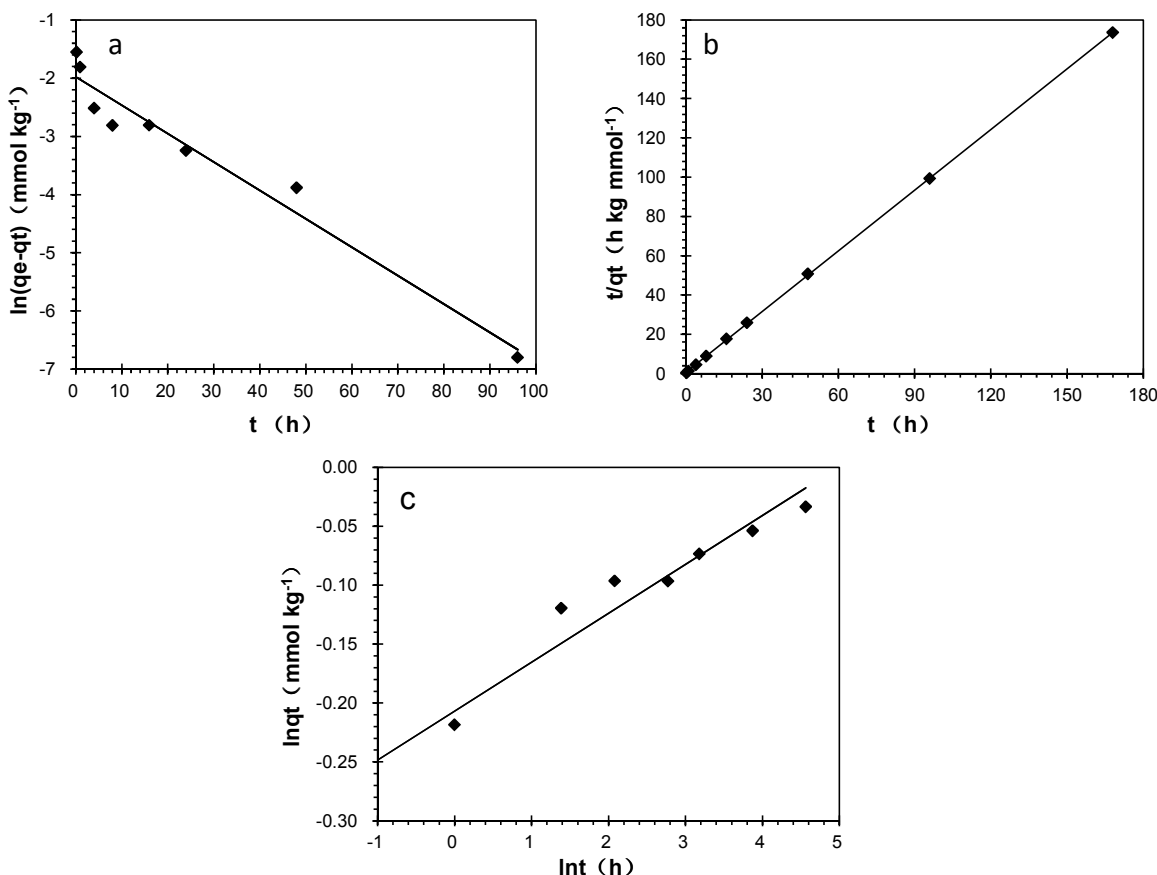 a
-1
-2
-3
-4
-5
-6
-7
0 10 20 30 40 50 60 70 80 90 100
ln(qe-qt)（mmol kg-1)
t （h）
b
180
160
140
120
100
80
60
40
20
0
0 30 60 90 120 150 180
t/qt（h kg mmol-1）
t （h）
c
0.00
-0.05
-0.10
-0.15
-0.20
-0.25
-0.30
-1 0 1 2 3 4 5
lnqt（mmol kg-1）
lnt（h）